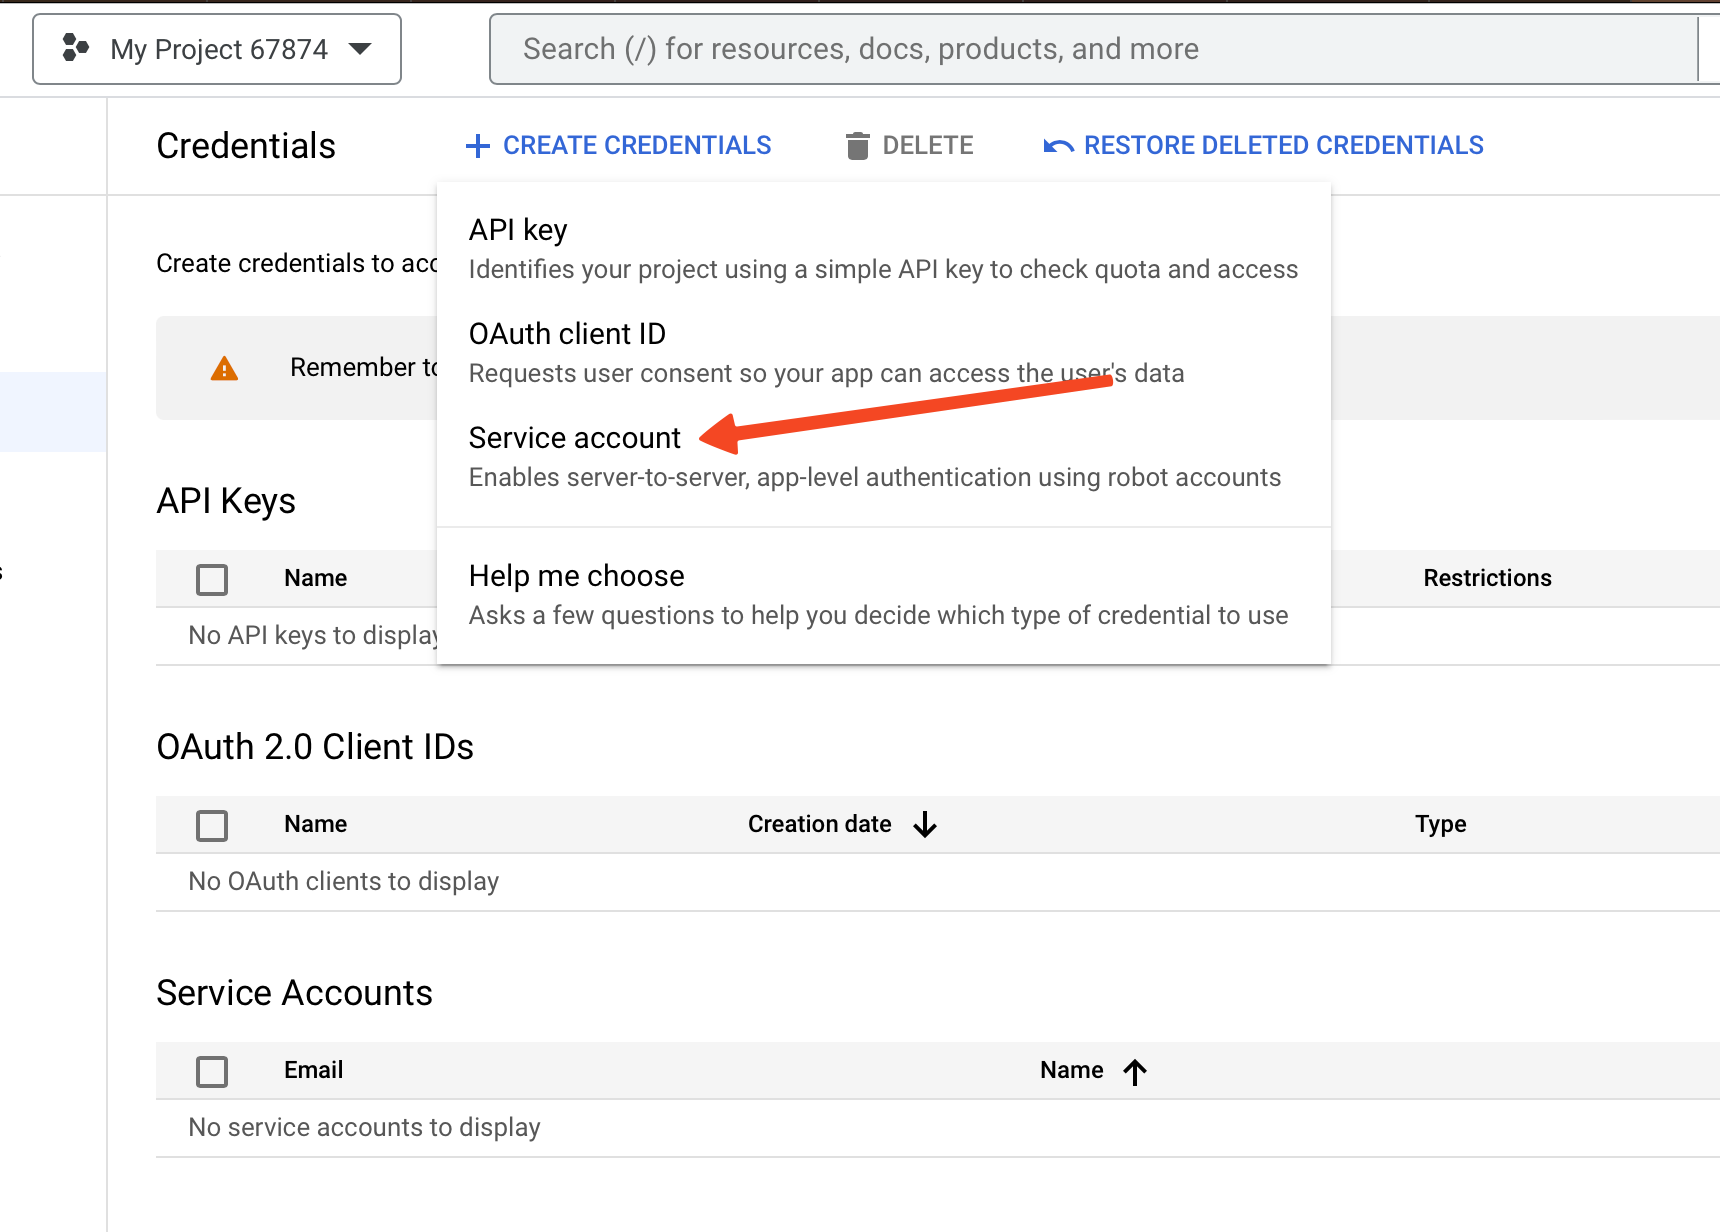 My Project 67874
Search (/) for resources, docs, products, and more
Credentials
CREATE CREDENTIALS
DELETE
RESTORE DELETED CREDENTIALS
API key
Identifies your project using a simple API key to check quota and access
Create credentials to acc
OAuth client ID
Requests user consent so your app can access the user's data
Remember to
Service account
Enables server-to-server, app-level authentication using robot accounts
Help me choose
Asks a few questions to help you decide which type of credential to use
API Keys
Name
Restrictions
No API keys to display
OAuth 2.0 Client IDs
Name
Creation date
Type
No OAuth clients to display
Service Accounts
Email
Name
No service accounts to display